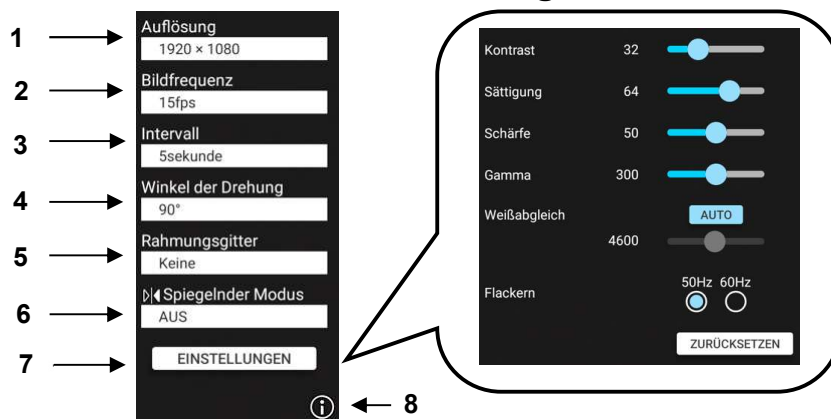 1
Auflösung
1920 × 1080
2
Bildfrequenz
15fps
3
Intervall
5sekunde
4
Winkel der Drehung
90°
5
Rahmungsgitter
Keine
6
Spiegelnder Modus
AUS
7
EINSTELLUNGEN
8
Kontrast 32
Sättigung 64
Schärfe 50
Gamma 300
Weißabgleich AUTO
4600
Flackern 50Hz 60Hz
ZURÜCKSETZEN